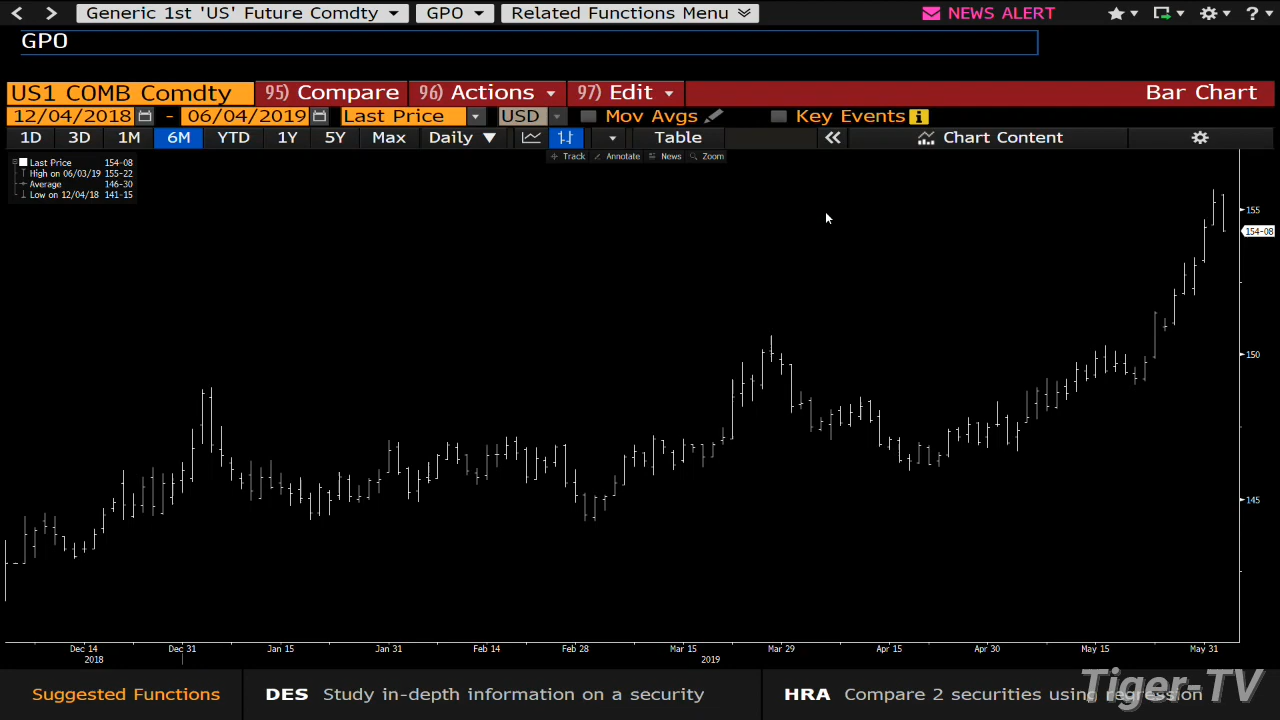 Generic 1st 'US' Future Comdty GPO Related Functions Menu NEWS ALERT ?
GPO
US1 COMB Comdty 95) Compare 96) Actions 97) Edit Bar Chart
12/04/2018 - 06/04/2019 Last Price USD Mov Avgs Key Events
1D 3D 1M 6M YTD 1Y 5Y Max Daily Table Chart Content
Track Annotate News Zoom
Last Price 154-08
High on 06/03/19 155-22
Average 146-30
Low on 12/04/18 141-15
155
154-08
150
145
Dec 14 Dec 31 Jan 15 Jan 31 Feb 14 Feb 28 Mar 15 Mar 29 Apr 15 Apr 30 May 15 May 31
2018 2019
Suggested Functions DES Study in-depth information on a security HRA Compare 2 securities using regression
Tiger-TV